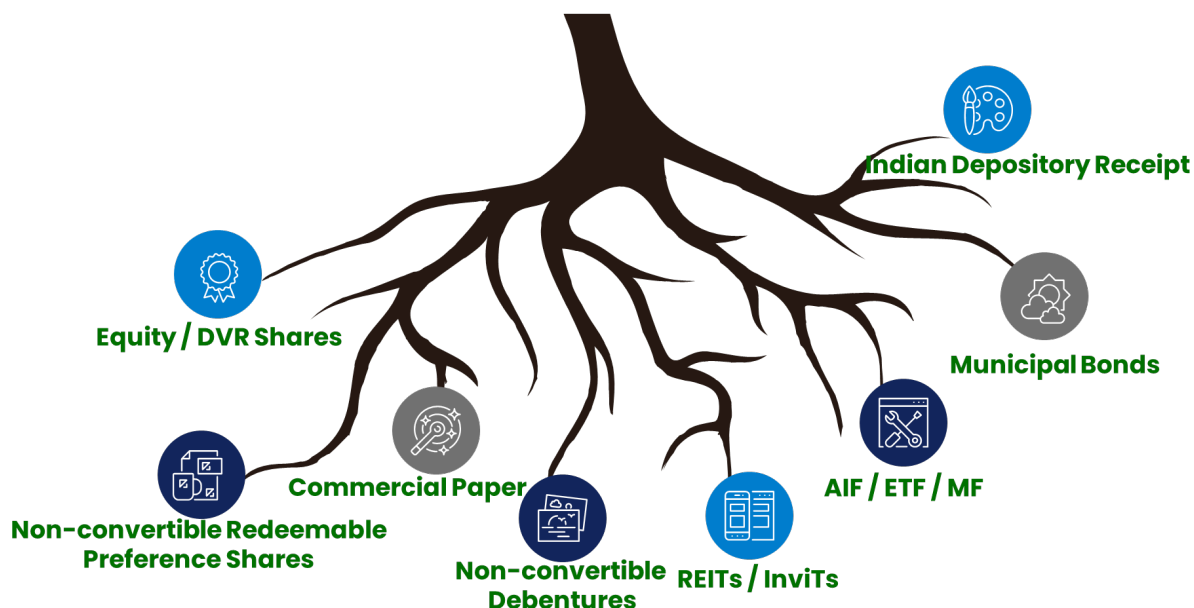 Indian Depository Receipt
Equity / DVR Shares
Municipal Bonds
Commercial Paper
AIF / ETF / MF
Non-convertible Redeemable
Preference Shares
Non-convertible
Debentures
REITs / InviTs